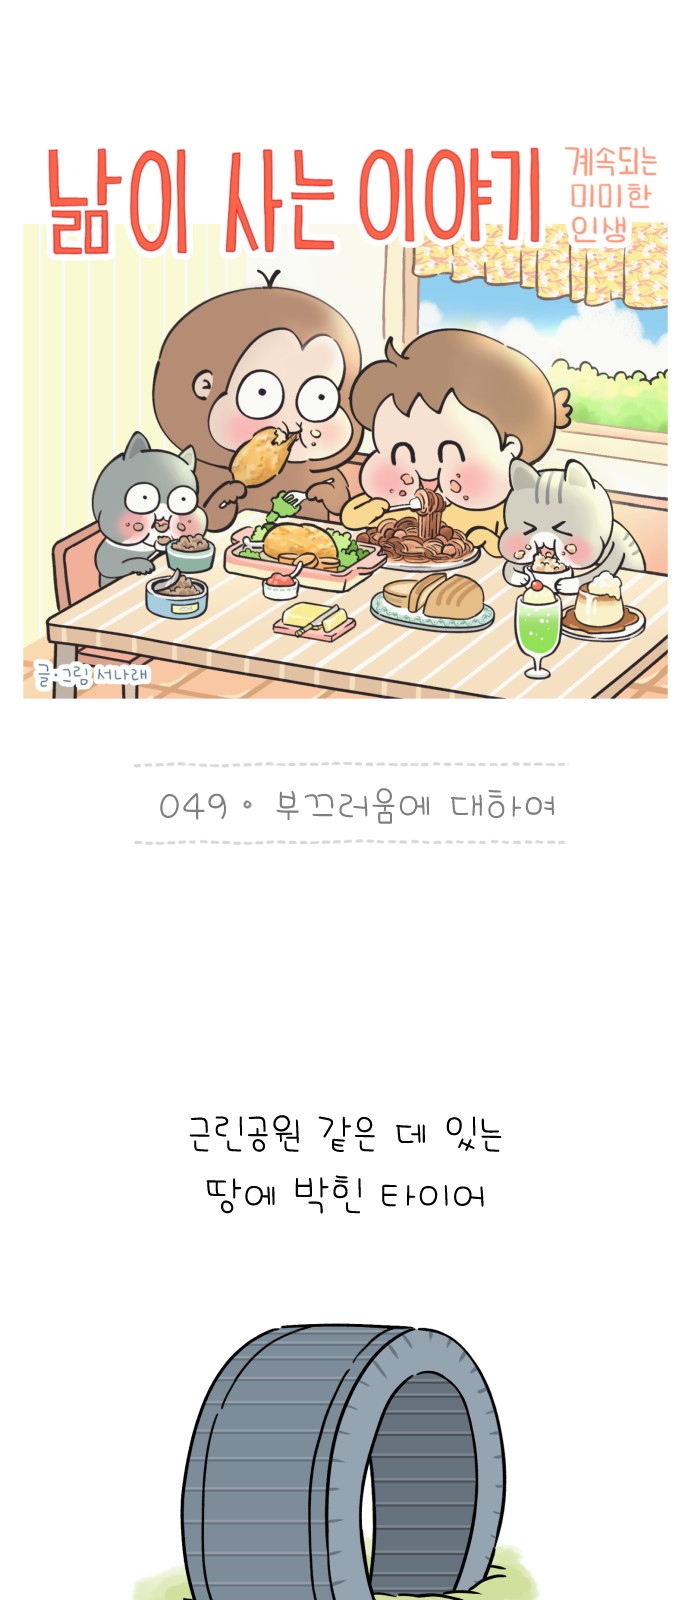 낢이 사는 이야기
계속되는
미미한
인생
글·그림 서나래
049. 부끄러움에 대하여
근린공원 같은 데 있는
땅에 박힌 타이어